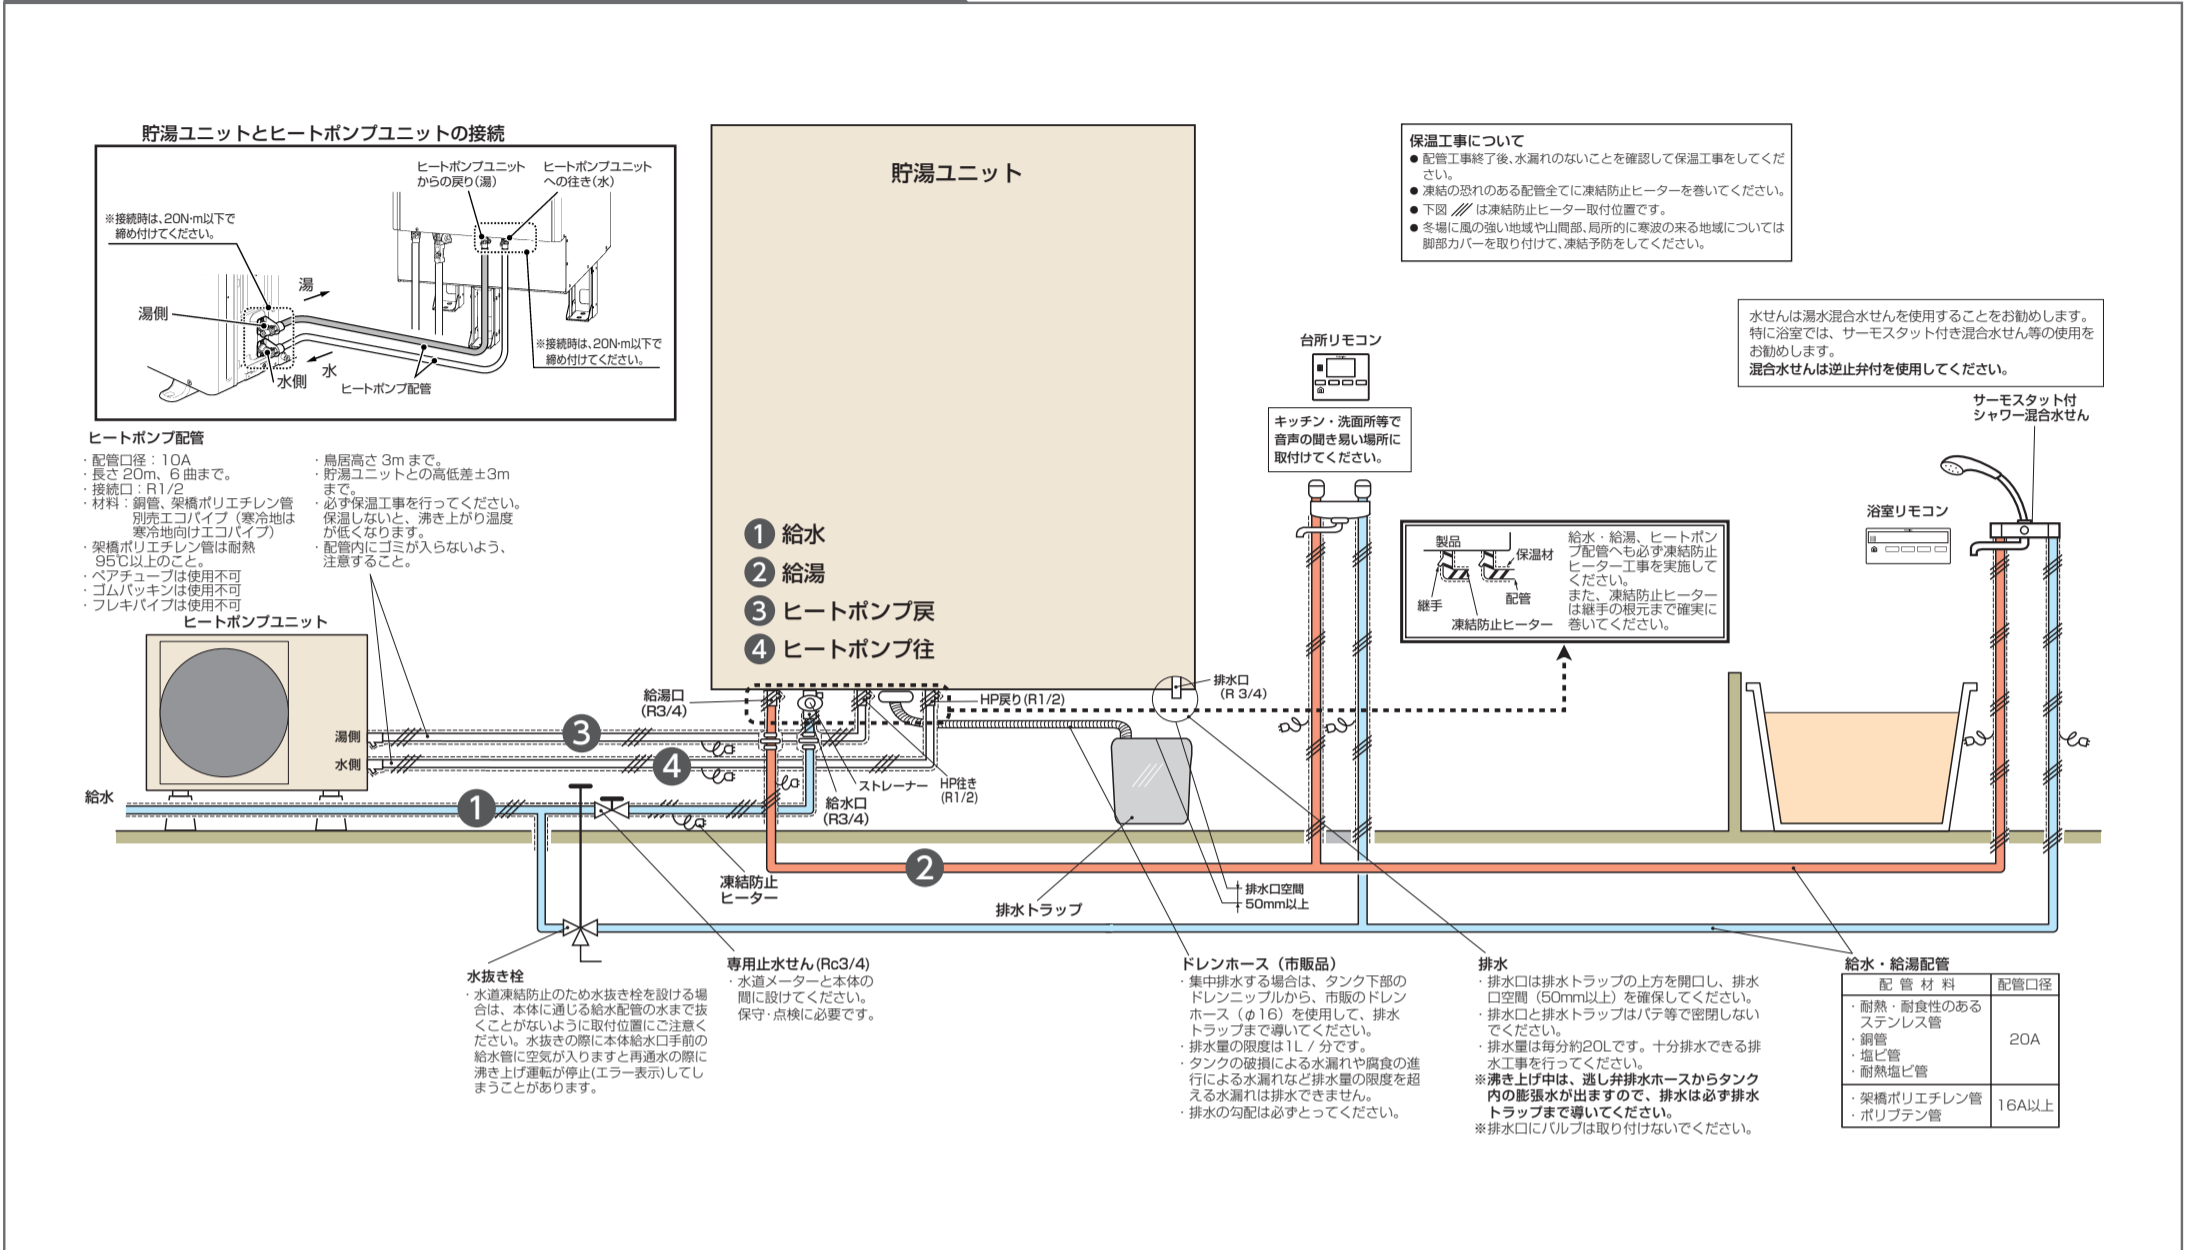 貯湯ユニットとヒートポンプユニットの接続
ヒートポンプユニット
からの戻り(湯)
ヒートポンプユニット
への往き(水)
※接続時は、20N·m以下で
締め付けてください。
湯
湯側
水側
水
ヒートポンプ配管
※接続時は、20N·m以下で
締め付けてください。
貯湯ユニット
❶ 給水
❷ 給湯
❸ ヒートポンプ戻
❹ ヒートポンプ往
保温工事について
● 配管工事終了後、水漏れのないことを確認して保温工事をしてくだ
さい。
● 凍結の恐れのある配管全てに凍結防止ヒーターを巻いてください。
● 下図 /// は凍結防止ヒーター取付位置です。
● 冬場に風の強い地域や山間部、局所的に寒波の来る地域については
脚部カバーを取り付けて、凍結予防をしてください。
水せんは湯水混合水せんを使用することをお勧めします。
特に浴室では、サーモスタット付き混合水せん等の使用を
お勧めします。
混合水せんは逆止弁付を使用してください。
サーモスタット付
シャワー混合水せん
台所リモコン
キッチン・洗面所等で
音声の聞き易い場所に
取付けてください。
浴室リモコン
製品
保温材
継手
配管
凍結防止ヒーター
給水・給湯、ヒートポン
プ配管へも必ず凍結防止
ヒーター工事を実施して
ください。
また、凍結防止ヒーター
は継手の根元まで確実に
巻いてください。
ヒートポンプ配管
・配管口径：10A
・長さ 20m、6 曲まで。
・接続口：R1/2
・材料：銅管、架橋ポリエチレン管
別売エコパイプ（寒冷地は
寒冷地向けエコパイプ）
・架橋ポリエチレン管は耐熱
95℃以上のこと。
・ペアチューブは使用不可
・ゴムパッキンは使用不可
・フレキパイプは使用不可
・鳥居高さ 3m まで。
・貯湯ユニットとの高低差±3m
まで。
・必ず保温工事を行ってください。
保温しないと、沸き上がり温度
が低くなります。
・配管内にゴミが入らないよう、
注意すること。
ヒートポンプユニット
湯側
水側
給水
給湯口
(R3/4)
HP戻り(R1/2)
排水口
(R 3/4)
❸
❹
❶
❷
ストレーナー
HP往き
(R1/2)
給水口
(R3/4)
凍結防止
ヒーター
排水トラップ
排水口空間
50mm以上
水抜き栓
・水道凍結防止のため水抜き栓を設ける場
合は、本体に通じる給水配管の水まで抜
くことがないように取付位置にご注意く
ださい。水抜きの際に本体給水口手前の
給水管に空気が入りますと再通水の際に
沸き上げ運転が停止(エラー表示)してし
まうことがあります。
専用止水せん(Rc3/4)
・水道メーターと本体の
間に設けてください。
保守・点検に必要です。
ドレンホース（市販品）
・集中排水する場合は、タンク下部の
ドレンニップルから、市販のドレン
ホース（φ16）を使用して、排水
トラップまで導いてください。
・排水量の限度は1L / 分です。
・タンクの破損による水漏れや腐食の進
行による水漏れなど排水量の限度を超
える水漏れは排水できません。
・排水の勾配は必ずとってください。
排水
・排水口は排水トラップの上方を開口し、排水
口空間（50mm以上）を確保してください。
・排水口と排水トラップはパテ等で密閉しない
でください。
・排水量は毎分約20Lです。十分排水できる排
水工事を行ってください。
※沸き上げ中は、逃し弁排水ホースからタンク
内の膨張水が出ますので、排水は必ず排水
トラップまで導いてください。
※排水口にバルブは取り付けないでください。
給水・給湯配管
配 管 材 料
配管口径
・耐熱・耐食性のある
ステンレス管
・銅管
・塩ビ管
・耐熱塩ビ管
20A
・架橋ポリエチレン管
・ポリブテン管
16A以上